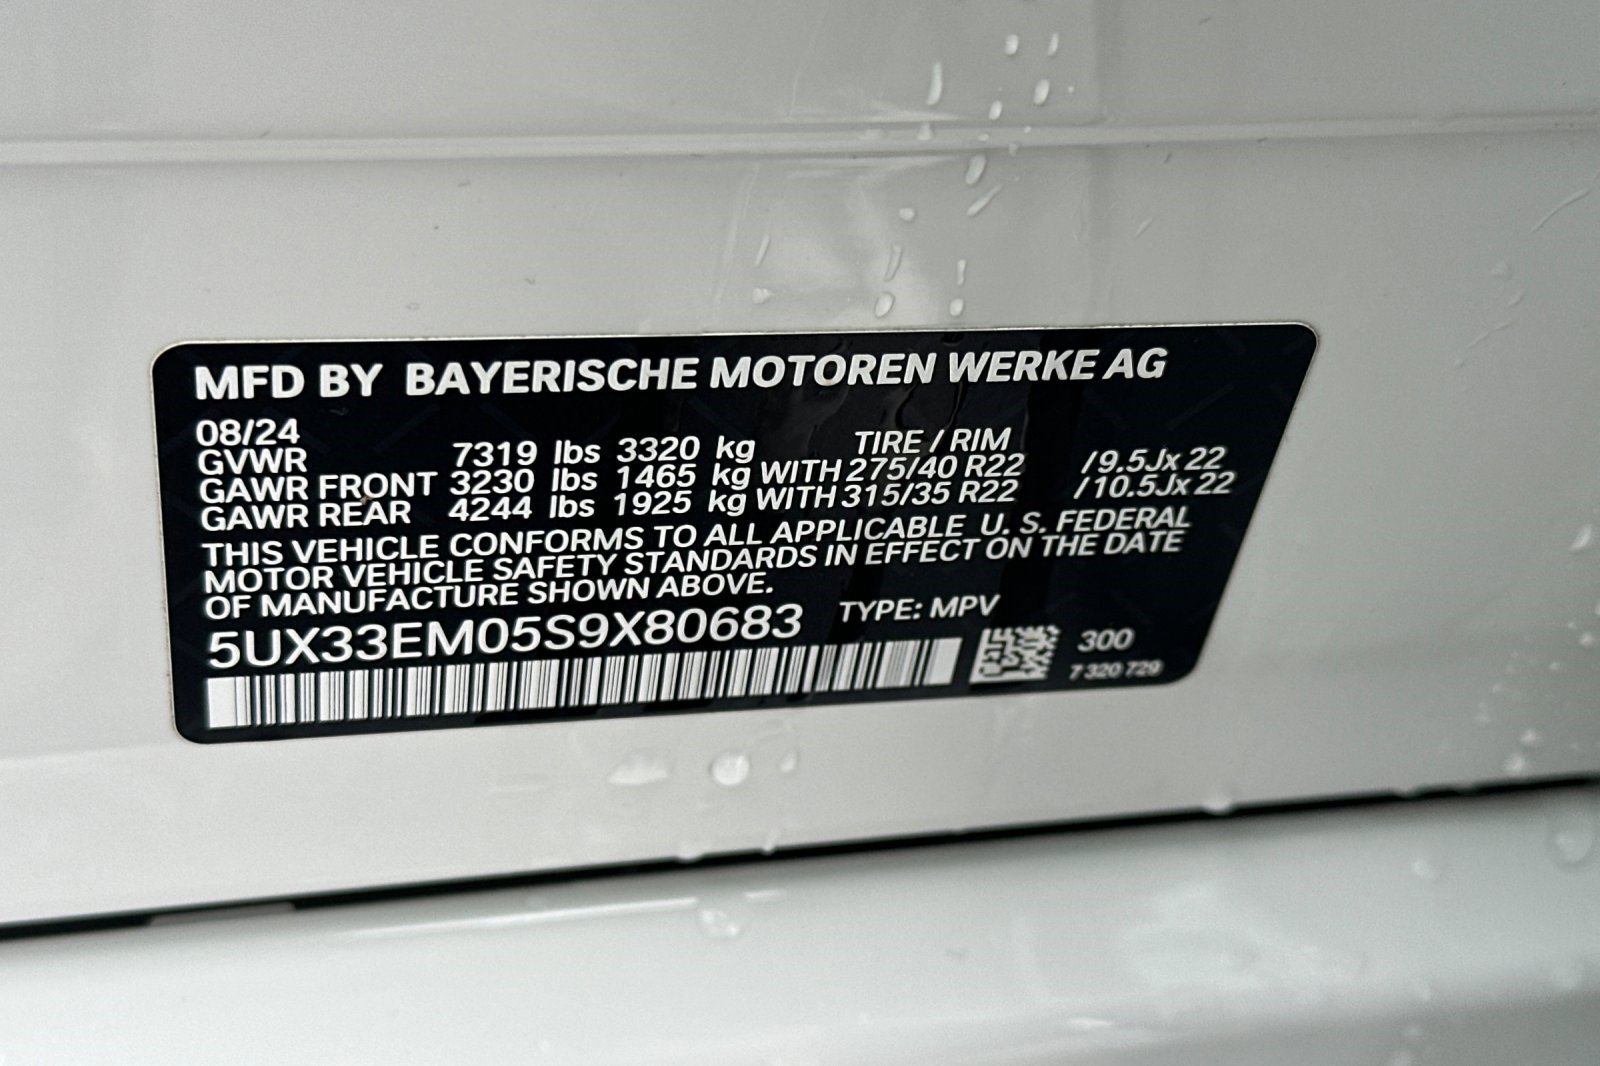 MFD BY BAYERISCHE MOTOREN WERKE AG
08/24
GVWR 7319 lbs 3320 kg TIRE / RIM
GAWR FRONT 3230 lbs 1465 kg WITH 275/40 R22 /9.5Jx 22
GAWR REAR 4244 lbs 1925 kg WITH 315/35 R22 /10.5Jx 22
THIS VEHICLE CONFORMS TO ALL APPLICABLE U. S. FEDERAL
MOTOR VEHICLE SAFETY STANDARDS IN EFFECT ON THE DATE
OF MANUFACTURE SHOWN ABOVE.
5UX33EM05S9X80683 TYPE: MPV
300
7 320 729